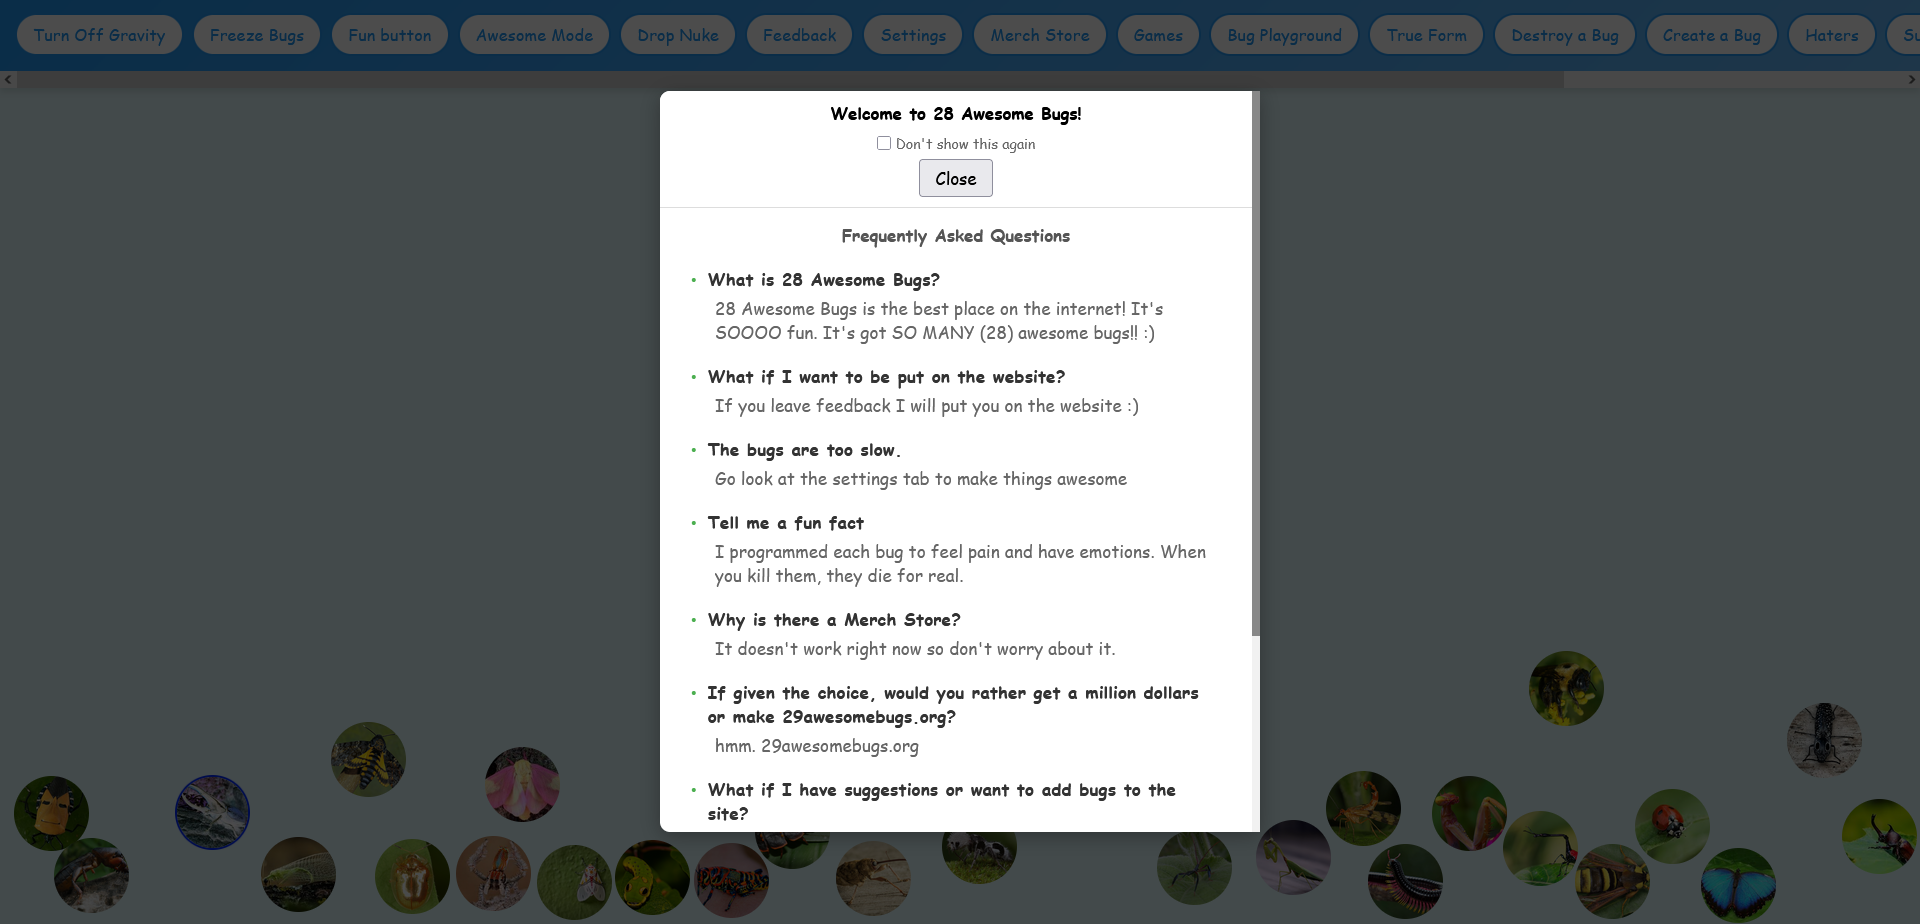 Turn Off Gravity Freeze Bugs Fun button Awesome Mode Drop Nuke Feedback Settings Merch Store Games Bug Playground True Form Destroy a Bug Create a Bug Haters
Welcome to 28 Awesome Bugs!
Don't show this again
Close
Frequently Asked Questions
• What is 28 Awesome Bugs?
28 Awesome Bugs is the best place on the internet! It's
SOOOO fun. It's got SO MANY (28) awesome bugs!! :)
• What if I want to be put on the website?
If you leave feedback I will put you on the website :)
• The bugs are too slow.
Go look at the settings tab to make things awesome
• Tell me a fun fact
I programmed each bug to feel pain and have emotions. When
you kill them, they die for real.
• Why is there a Merch Store?
It doesn't work right now so don't worry about it.
• If given the choice, would you rather get a million dollars
or make 29awesomebugs.org?
hmm. 29awesomebugs.org
• What if I have suggestions or want to add bugs to the
site?